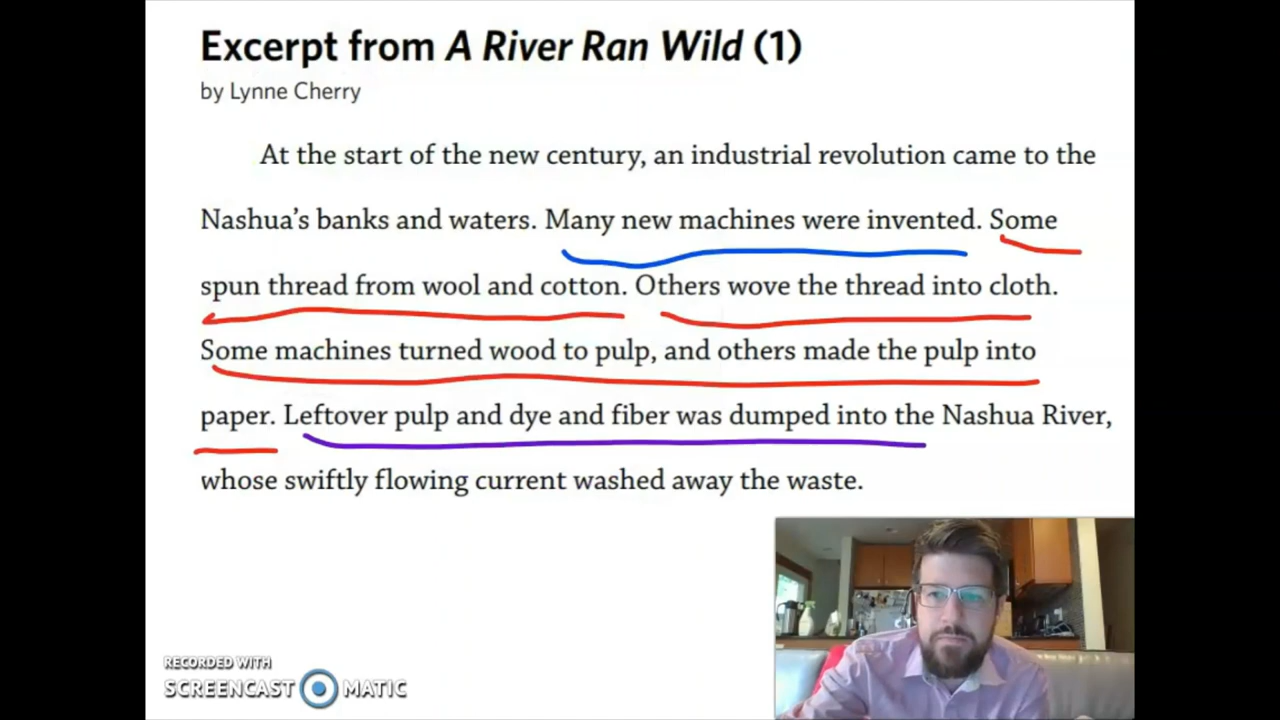 Excerpt from A River Ran Wild (1)
by Lynne Cherry
At the start of the new century, an industrial revolution came to the
Nashua’s banks and waters. Many new machines were invented. Some
spun thread from wool and cotton. Others wove the thread into cloth.
Some machines turned wood to pulp, and others made the pulp into
paper. Leftover pulp and dye and fiber was dumped into the Nashua River,
whose swiftly flowing current washed away the waste.
RECORDED WITH
SCREENCAST MATIC